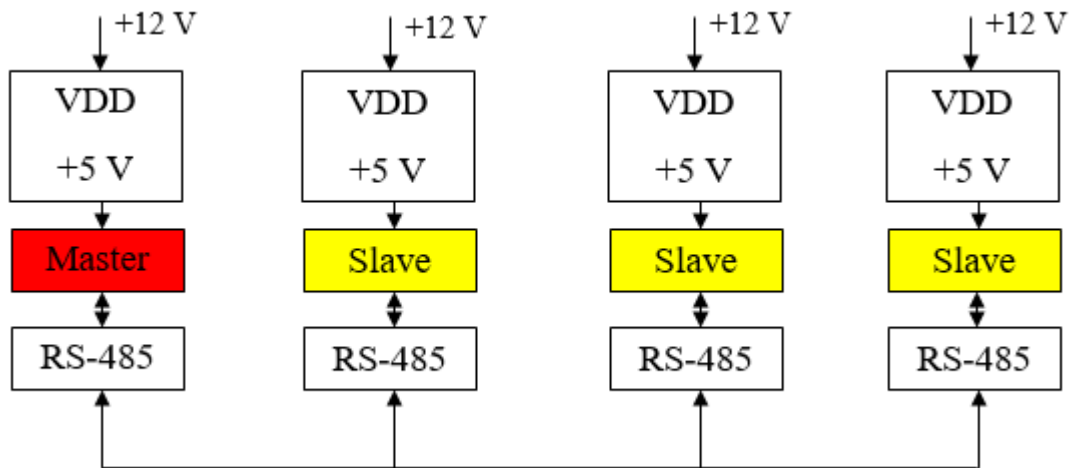 +12 V +12 V +12 V +12 V
VDD VDD VDD VDD
+5 V +5 V +5 V +5 V
Master Slave Slave Slave
RS-485 RS-485 RS-485 RS-485